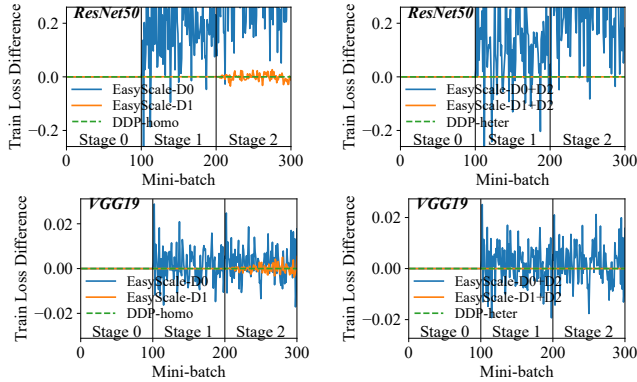 ResNet50
Train Loss Difference
0.2
0.0
−0.2
EasyScale-D0
EasyScale-D1
DDP-homo
Stage 0 Stage 1 Stage 2
0 100 200 300
Mini-batch
ResNet50
Train Loss Difference
0.2
0.0
−0.2
EasyScale-D0+D2
EasyScale-D1+D2
DDP-heter
Stage 0 Stage 1 Stage 2
0 100 200 300
Mini-batch
VGG19
Train Loss Difference
0.02
0.00
−0.02
EasyScale-D0
EasyScale-D1
DDP-homo
Stage 0 Stage 1 Stage 2
0 100 200 300
Mini-batch
VGG19
Train Loss Difference
0.02
0.00
−0.02
EasyScale-D0+D2
EasyScale-D1+D2
DDP-heter
Stage 0 Stage 1 Stage 2
0 100 200 300
Mini-batch